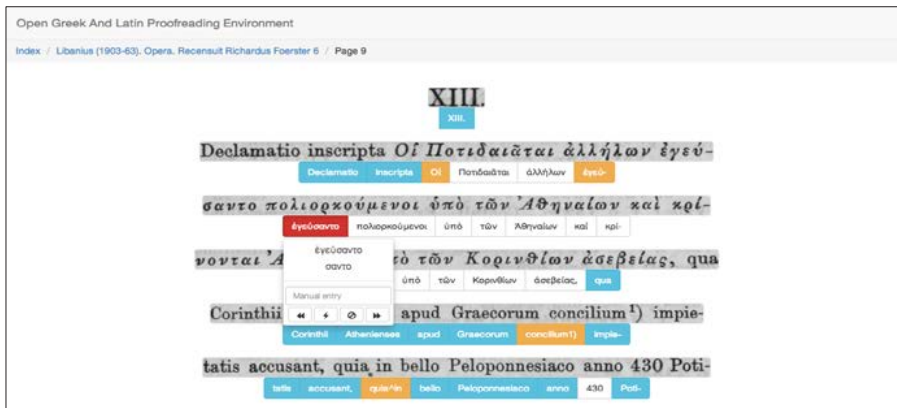 Open Greek And Latin Proofreading Environment
Index / Libanius (1903-63). Opera. Recensuit Richardus Foerster 6 / Page 9
XIII.
XIII.
Declamatio inscripta Οἱ Ποτιδαιᾶται ἀλλήλων ἐγεύ-
Declamatio inscripta Οἱ Ποτιδαιᾶται ἀλλήλων ἐγεύ-
σαντο πολιορκούμενοι ὑπὸ τῶν Ἀθηναίων καὶ κρί-
ἐγεύσαντο πολιορκούμενοι ὑπὸ τῶν Ἀθηναίων καὶ κρί-
ἐγεύσαντο
σαντο
νονται τῶν Κορινθίων ἀσεβείας, qua
ὑπὸ τῶν Κορινθίων ἀσεβείας, qua
Manual entry
Corinthii apud Graecorum concilium¹) impie-
Corinthii Athenienses apud Graecorum concilium1) impie-
tatis accusant, quia in bello Peloponnesiaco anno 430 Poti-
tatis accusant, quia^in bello Peloponnesiaco anno 430 Poti-